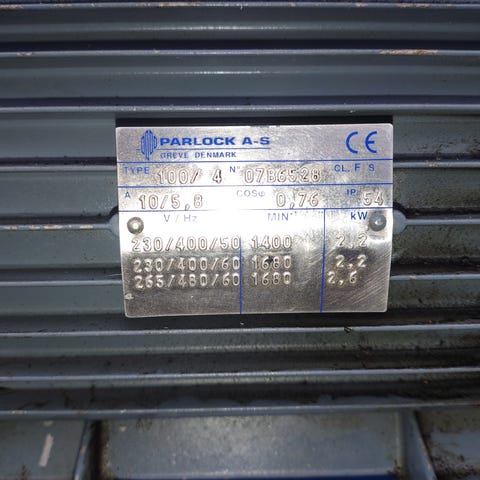 PARLOCK A-S CE
GREVE DENMARK
TYPE 100/ 4 N° 07B6528 CL. F S
A 10/5,8 COSφ 0,76 IP 54
V/Hz MIN⁻¹ kW
230/400/50 1400 2,2
230/400/60 1680 2,2
265/480/60 1680 2,6